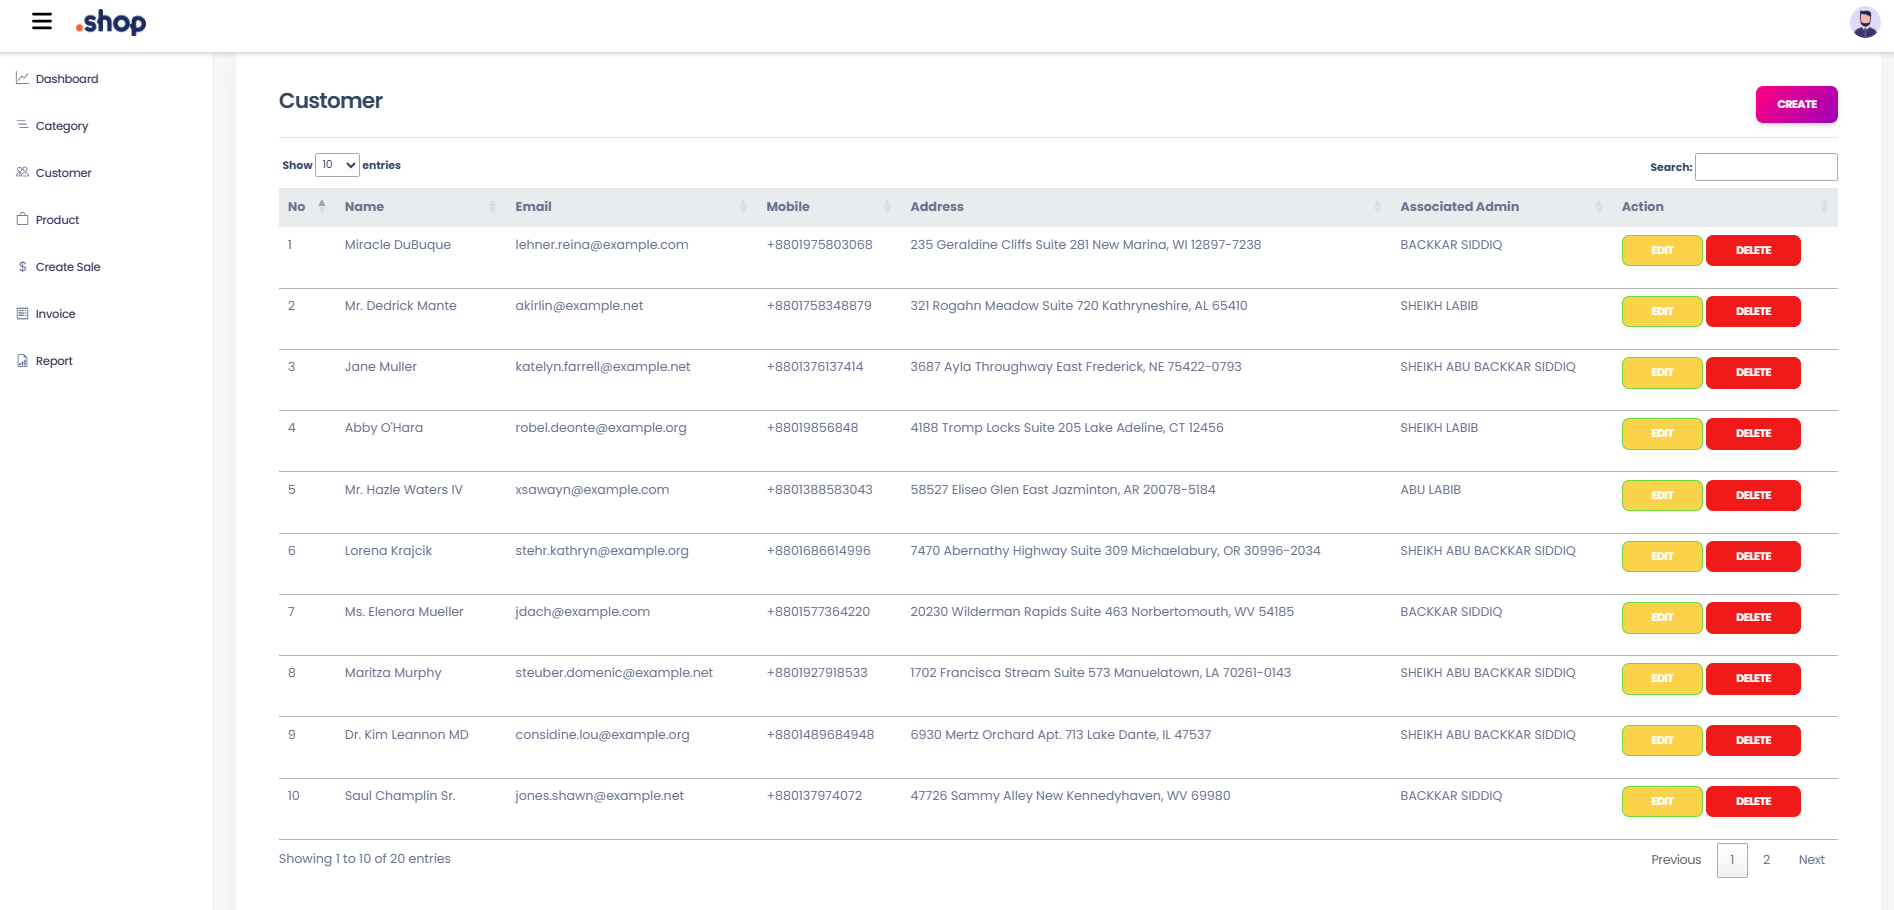 .shop
Dashboard
Category
Customer
Product
$ Create Sale
Invoice
Report
Customer
CREATE
Show 10 entries
Search:
No Name Email Mobile Address Associated Admin Action
1 Miracle DuBuque lehner.reina@example.com +8801975803068 235 Geraldine Cliffs Suite 281 New Marina, WI 12897-7238 BACKKAR SIDDIQ EDIT DELETE
2 Mr. Dedrick Mante akirlin@example.net +8801758348879 321 Rogahn Meadow Suite 720 Kathryneshire, AL 65410 SHEIKH LABIB EDIT DELETE
3 Jane Muller katelyn.farrell@example.net +8801376137414 3687 Ayla Throughway East Frederick, NE 75422-0793 SHEIKH ABU BACKKAR SIDDIQ EDIT DELETE
4 Abby O'Hara robel.deonte@example.org +88019856848 4188 Tromp Locks Suite 205 Lake Adeline, CT 12456 SHEIKH LABIB EDIT DELETE
5 Mr. Hazle Waters IV xsawayn@example.com +8801388583043 58527 Eliseo Glen East Jazminton, AR 20078-5184 ABU LABIB EDIT DELETE
6 Lorena Krajcik stehr.kathryn@example.org +8801686614996 7470 Abernathy Highway Suite 309 Michaelabury, OR 30996-2034 SHEIKH ABU BACKKAR SIDDIQ EDIT DELETE
7 Ms. Elenora Mueller jdach@example.com +8801577364220 20230 Wilderman Rapids Suite 463 Norbertomouth, WV 54185 BACKKAR SIDDIQ EDIT DELETE
8 Maritza Murphy steuber.domenic@example.net +8801927918533 1702 Francisca Stream Suite 573 Manuelatown, LA 70261-0143 SHEIKH ABU BACKKAR SIDDIQ EDIT DELETE
9 Dr. Kim Leannon MD considine.lou@example.org +8801489684948 6930 Mertz Orchard Apt. 713 Lake Dante, IL 47537 SHEIKH ABU BACKKAR SIDDIQ EDIT DELETE
10 Saul Champlin Sr. jones.shawn@example.net +880137974072 47726 Sammy Alley New Kennedyhaven, WV 69980 BACKKAR SIDDIQ EDIT DELETE
Showing 1 to 10 of 20 entries
Previous 1 2 Next